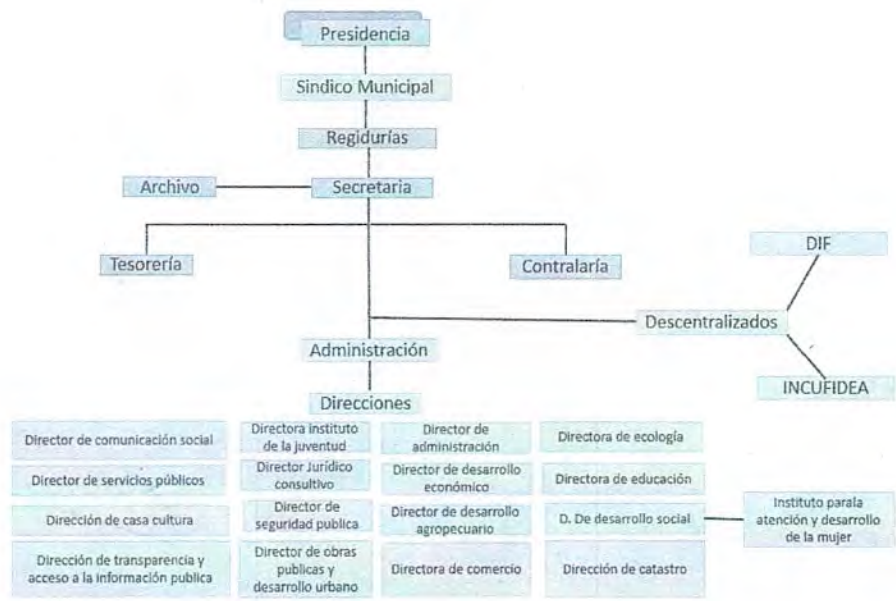 Presidencia
Sindico Municipal
Regidurías
Archivo
Secretaria
DIF
Tesorería
Contralaría
Descentralizados
Administración
INCUFIDEA
Direcciones
Director de comunicación social
Directora instituto
de la juventud
Director de
administración
Directora de ecología
Director de servicios públicos
Director Jurídico
consultivo
Director de desarrollo
económico
Directora de educación
Dirección de casa cultura
Director de
seguridad publica
Director de desarrollo
agropecuario
D. De desarrollo social
Instituto parala
atención y desarrollo
de la mujer
Dirección de transparencia y
acceso a la información publica
Director de obras
publicas y
desarrollo urbano
Directora de comercio
Dirección de catastro